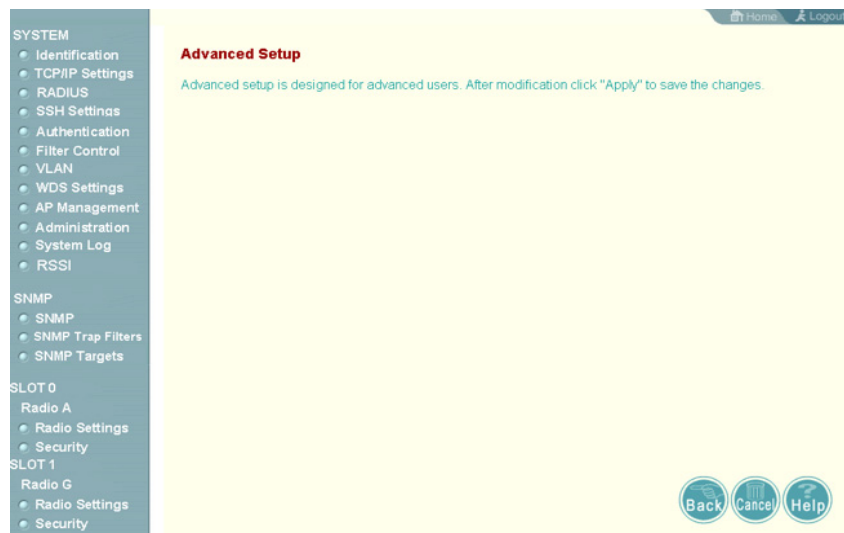 Home
Logout
SYSTEM
Identification
TCP/IP Settings
RADIUS
SSH Settings
Authentication
Filter Control
VLAN
WDS Settings
AP Management
Administration
System Log
RSSI
SNMP
SNMP
SNMP Trap Filters
SNMP Targets
SLOT 0
Radio A
Radio Settings
Security
SLOT 1
Radio G
Radio Settings
Security
Advanced Setup
Advanced setup is designed for advanced users. After modification click "Apply" to save the changes.
Back
Cancel
Help